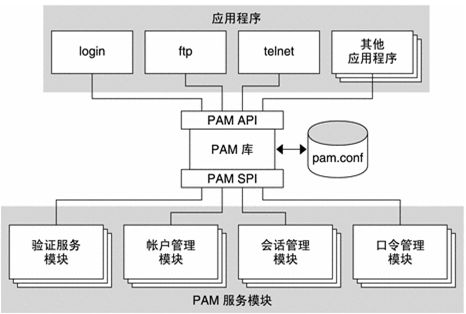 应用程序
login
ftp
telnet
其他
应用程序
PAM API
PAM 库
pam.conf
PAM SPI
验证服务
模块
帐户管理
模块
会话管理
模块
口令管理
模块
PAM 服务模块